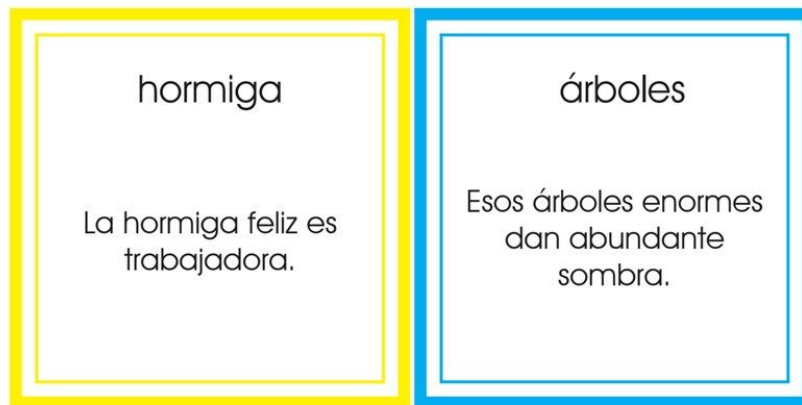 hormiga
La hormiga feliz es
trabajadora.
árboles
Esos árboles enormes
dan abundante
sombra.